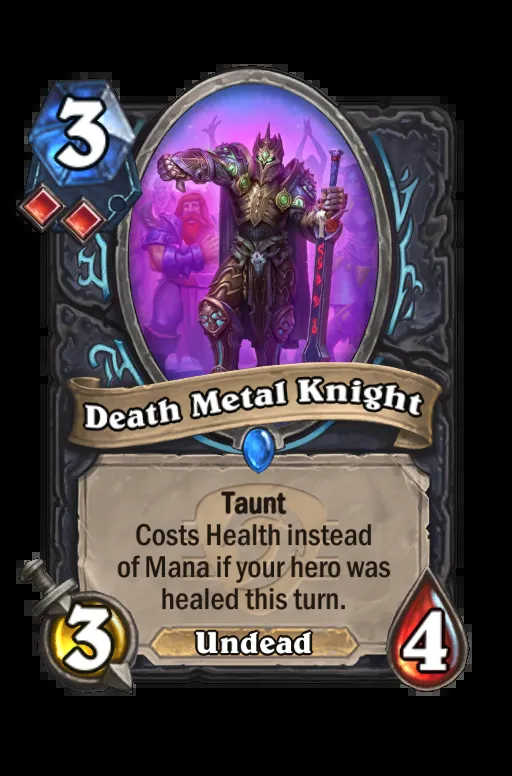 3
Death Metal Knight
Taunt
Costs Health instead
of Mana if your hero was
healed this turn.
3
Undead
4